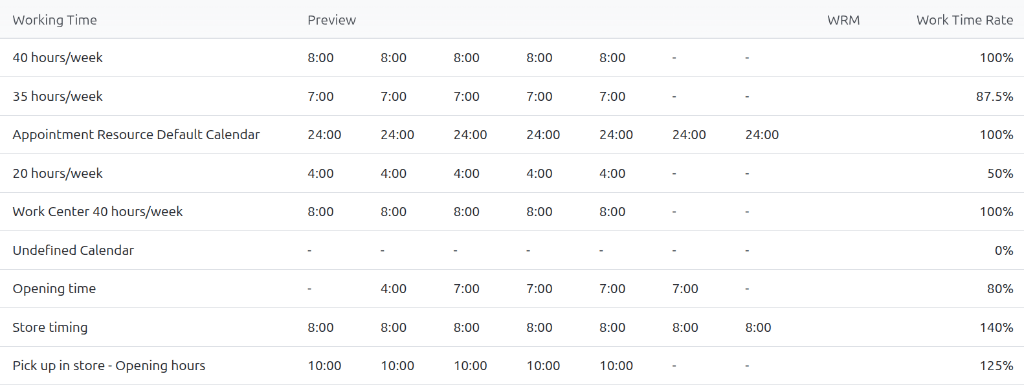 Working Time Preview WRM Work Time Rate
40 hours/week 8:00 8:00 8:00 8:00 8:00 - - 100%
35 hours/week 7:00 7:00 7:00 7:00 7:00 - - 87.5%
Appointment Resource Default Calendar 24:00 24:00 24:00 24:00 24:00 24:00 24:00 100%
20 hours/week 4:00 4:00 4:00 4:00 4:00 - - 50%
Work Center 40 hours/week 8:00 8:00 8:00 8:00 8:00 - - 100%
Undefined Calendar - - - - - - - 0%
Opening time - 4:00 7:00 7:00 7:00 7:00 - 80%
Store timing 8:00 8:00 8:00 8:00 8:00 8:00 8:00 140%
Pick up in store - Opening hours 10:00 10:00 10:00 10:00 10:00 - - 125%